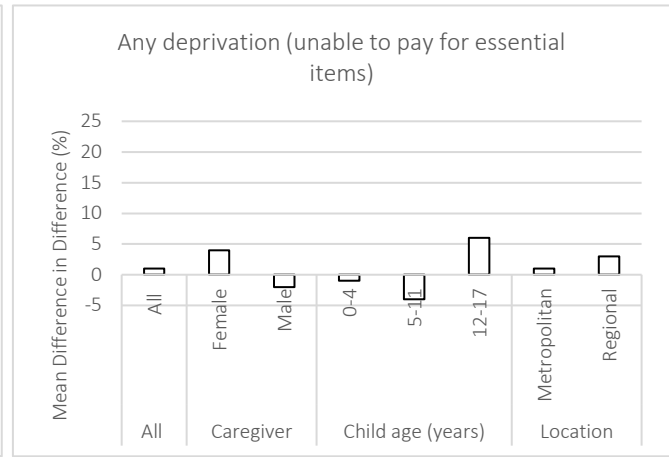 Any deprivation (unable to pay for essential
items)
Mean Difference in Difference (%)
25
20
15
10
5
0
-5
All
Female
Male
0-4
5-11
12-17
Metropolitan
Regional
All
Caregiver
Child age (years)
Location